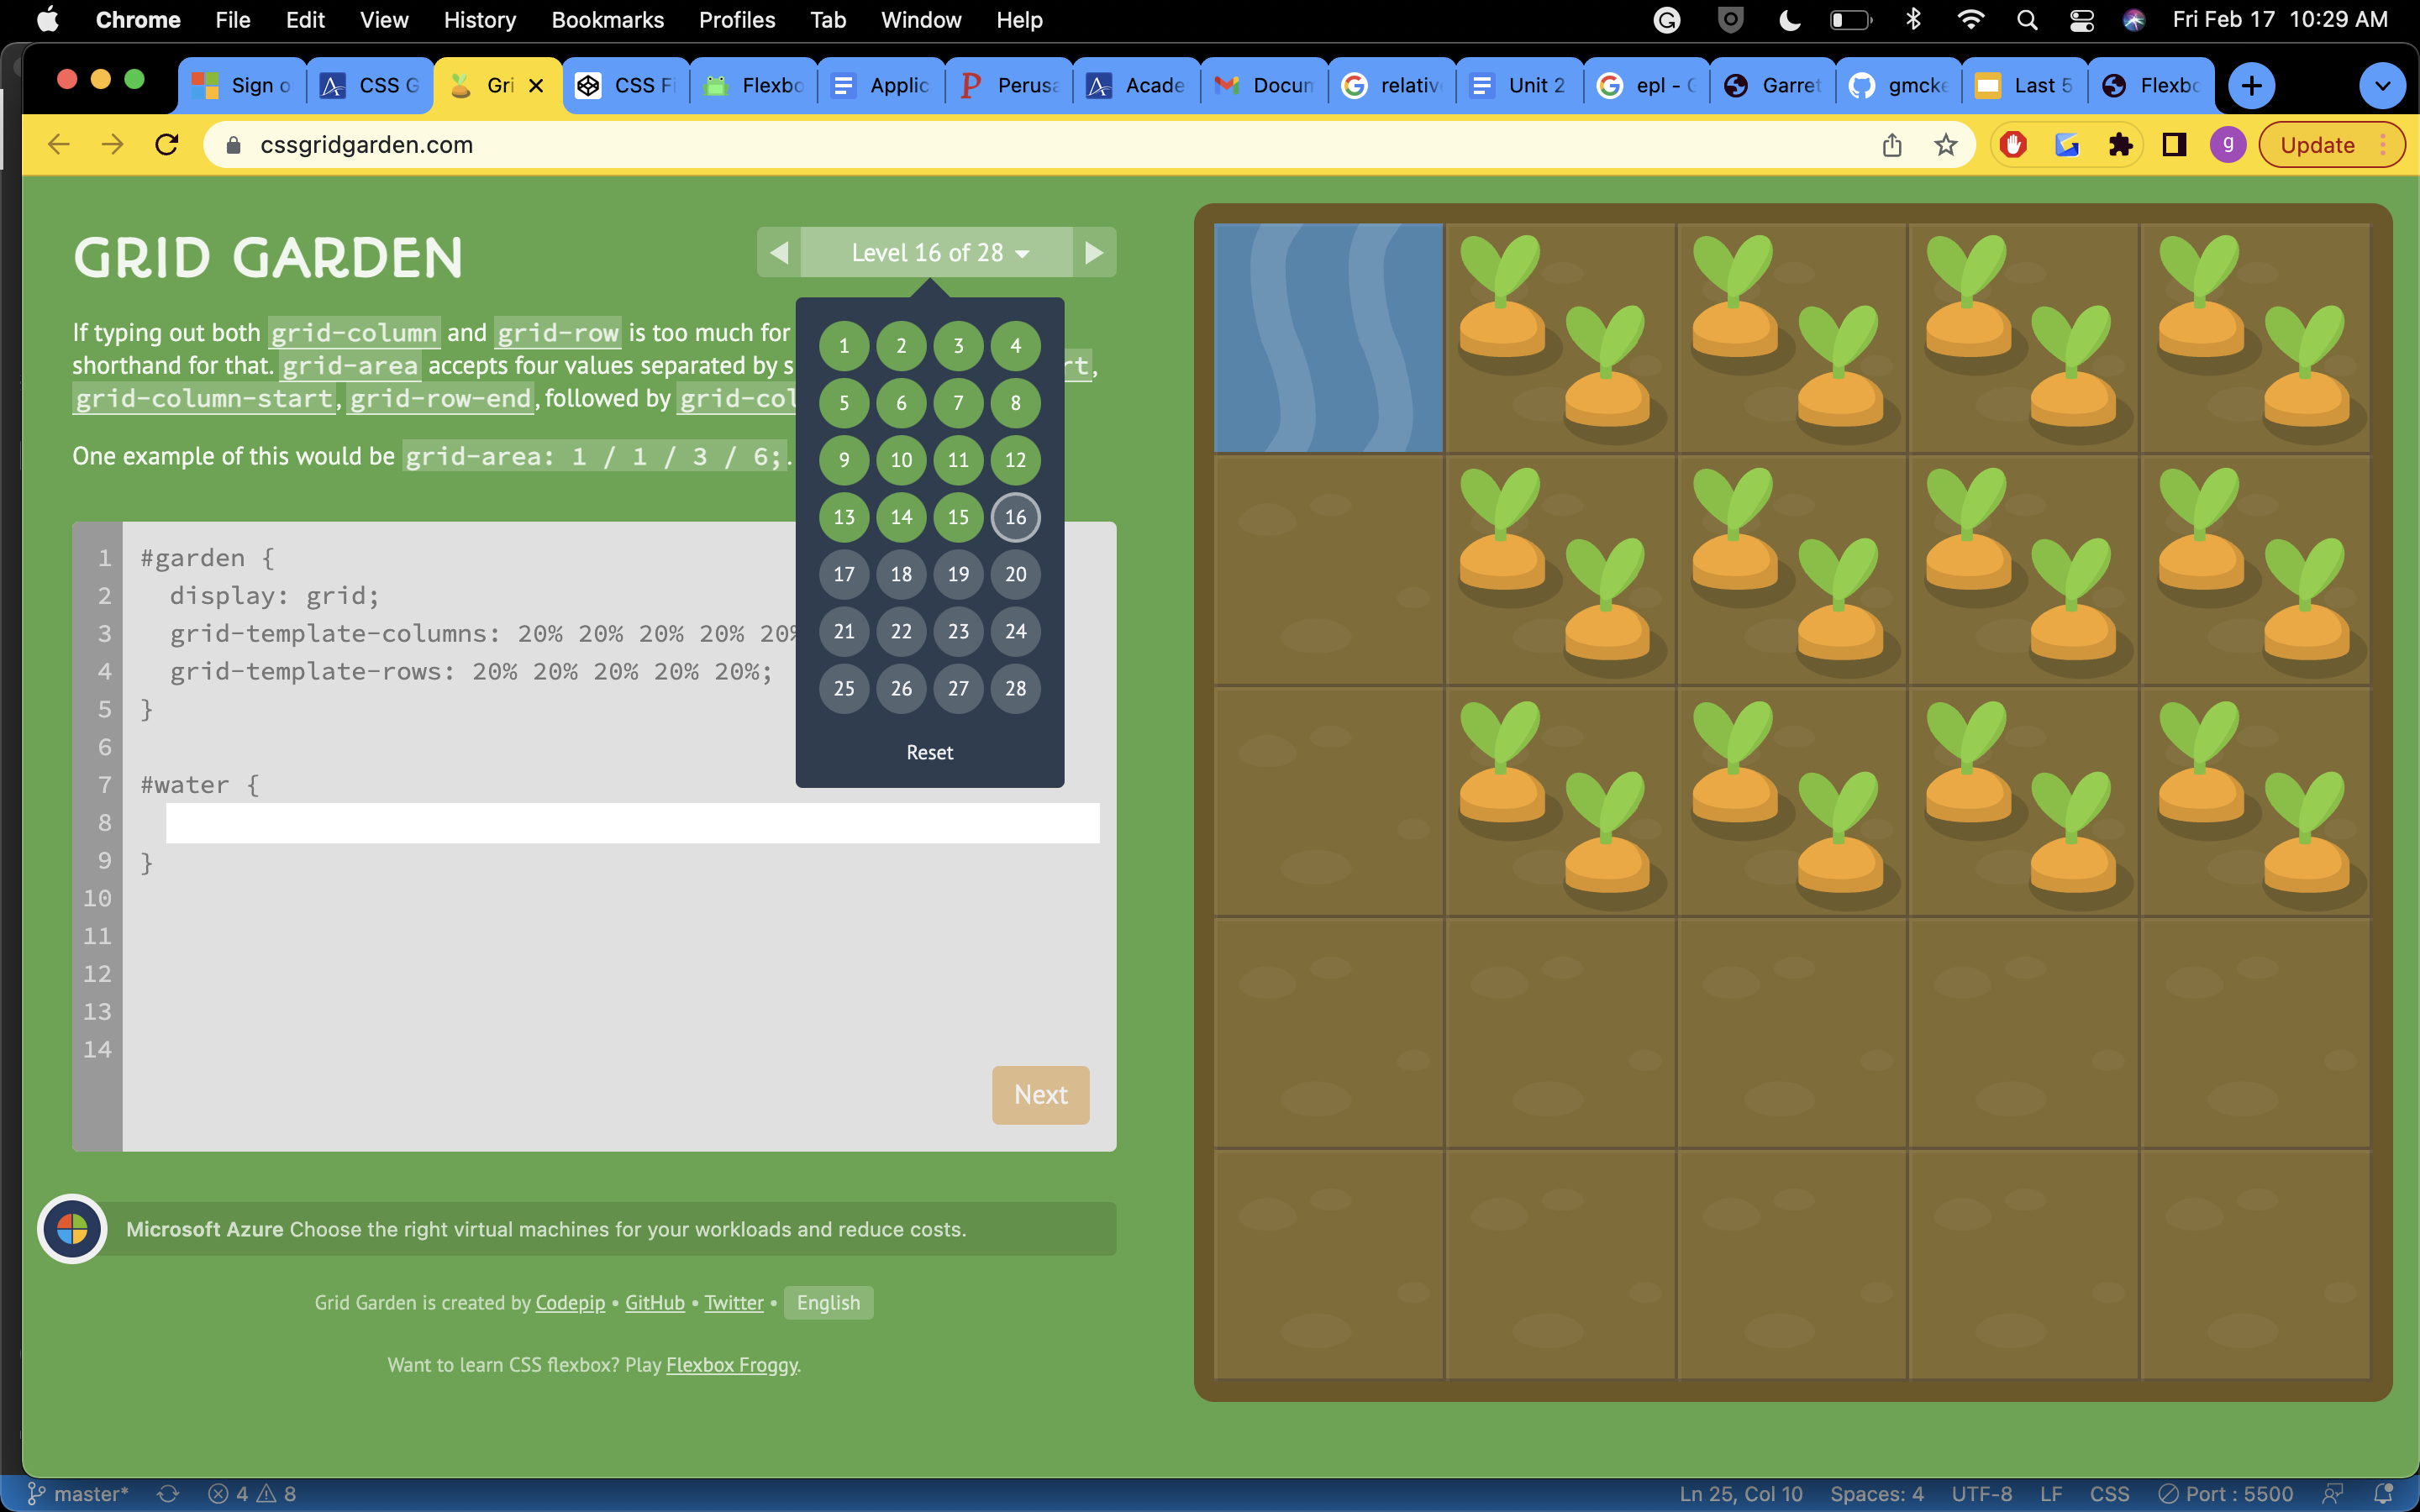 Chrome File Edit View History Bookmarks Profiles Tab Window Help Fri Feb 17 10:29 AM
Sign o CSS G Gri CSS Fi Flexbo Applic Perusa Acade Docum relativ Unit 2 epl - G Garret gmcke Last 5 Flexbo
cssgridgarden.com g Update
GRID GARDEN
Level 16 of 28
If typing out both grid-column and grid-row is too much for
shorthand for that. grid-area accepts four values separated by s rt,
grid-column-start, grid-row-end, followed by grid-col
One example of this would be grid-area: 1 / 1 / 3 / 6;.
1 2 3 4
5 6 7 8
9 10 11 12
13 14 15 16
17 18 19 20
21 22 23 24
25 26 27 28
Reset
1 #garden {
2 display: grid;
3 grid-template-columns: 20% 20% 20% 20% 20%
4 grid-template-rows: 20% 20% 20% 20% 20%;
5 }
6
7 #water {
8
9 }
10
11
12
13
14
Next
Microsoft Azure Choose the right virtual machines for your workloads and reduce costs.
Grid Garden is created by Codepip • GitHub • Twitter • English
Want to learn CSS flexbox? Play Flexbox Froggy.
master* 4 8 Ln 25, Col 10 Spaces: 4 UTF-8 LF CSS Port : 5500